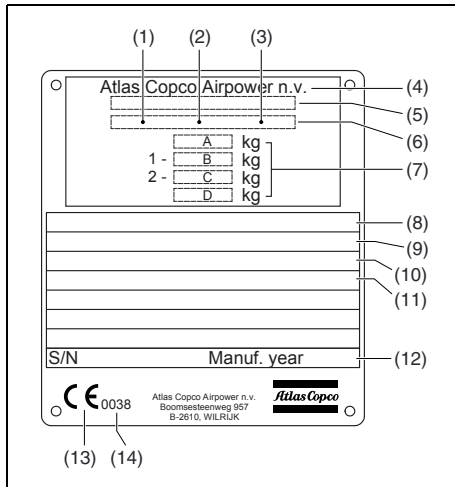 (1) (2) (3)
Atlas Copco Airpower n.v. (4)
(5)
(6)
A kg
1 - B kg (7)
2 - C kg
D kg
(8)
(9)
(10)
(11)
S/N Manuf. year (12)
CE 0038 Atlas Copco Airpower n.v. Atlas Copco
Boomsesteenweg 957
B-2610, WILRIJK
(13) (14)